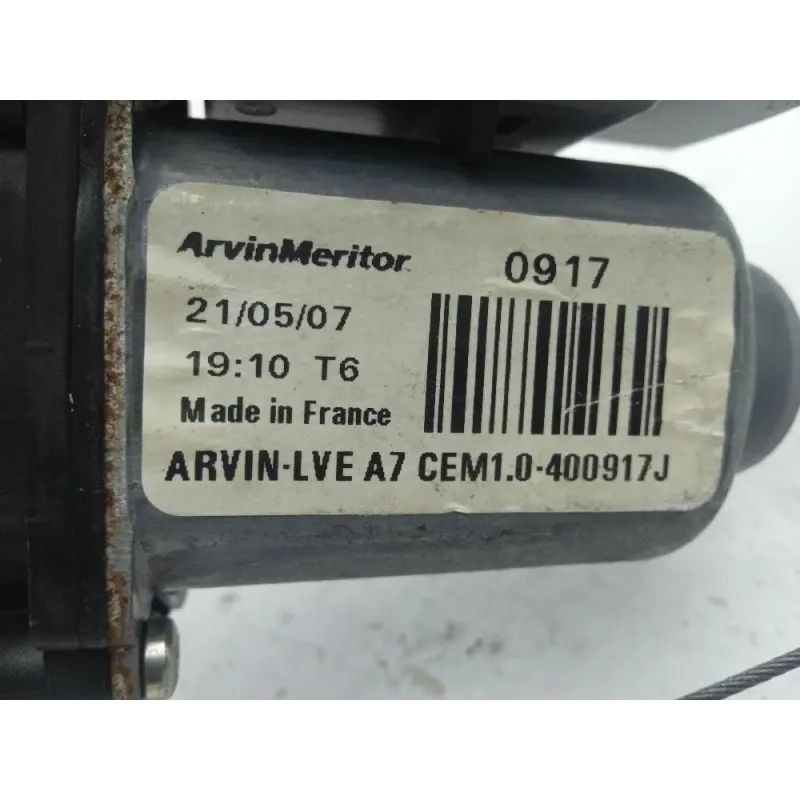 ArvinMeritor 0917
21/05/07
19:10 T6
Made in France
ARVIN-LVE A7 CEM1.0-400917J